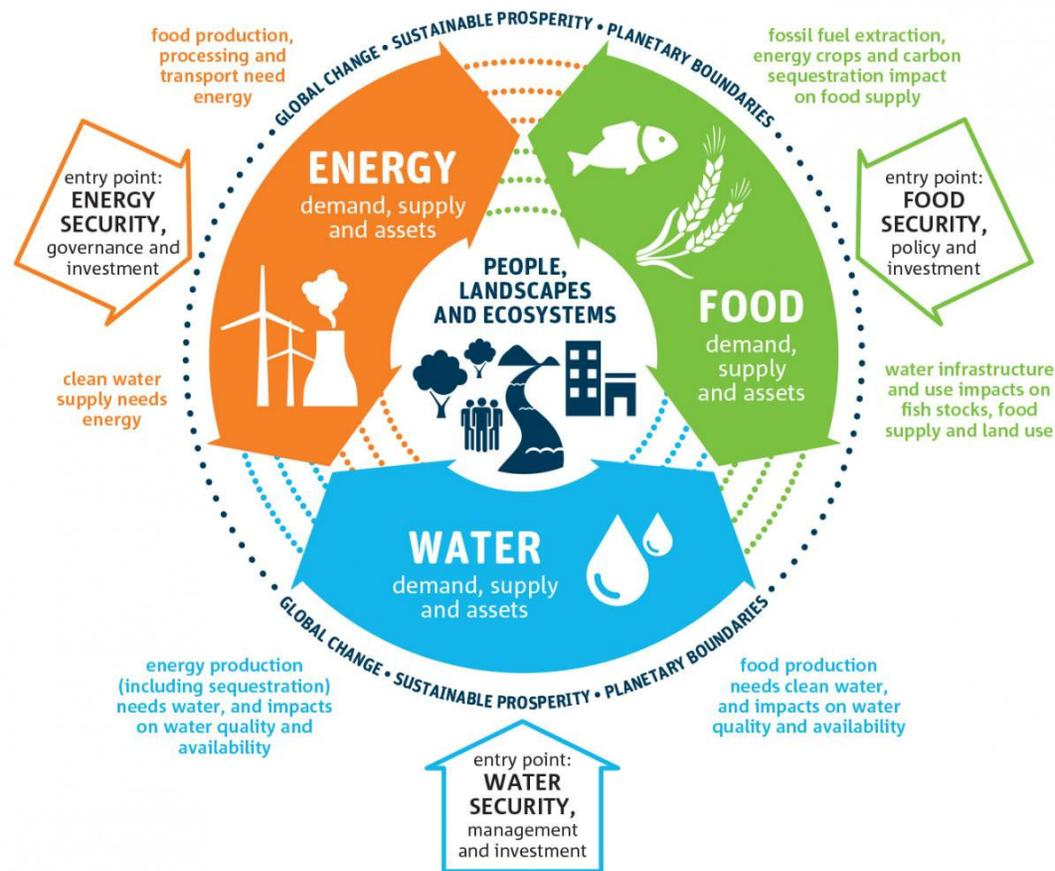 GLOBAL CHANGE • SUSTAINABLE PROSPERITY • PLANETARY BOUNDARIES
food production,
processing and
transport need
energy
fossil fuel extraction,
energy crops and carbon
sequestration impact
on food supply
entry point:
ENERGY
SECURITY,
governance and
investment
ENERGY
demand, supply
and assets
entry point:
FOOD
SECURITY,
policy and
investment
PEOPLE,
LANDSCAPES
AND ECOSYSTEMS
FOOD
demand,
supply
and assets
clean water
supply needs
energy
water infrastructure
and use impacts on
fish stocks, food
supply and land use
WATER
demand, supply
and assets
GLOBAL CHANGE • SUSTAINABLE PROSPERITY • PLANETARY BOUNDARIES
energy production
(including sequestration)
needs water, and impacts
on water quality and
availability
food production
needs clean water,
and impacts on water
quality and availability
entry point:
WATER
SECURITY,
management
and investment